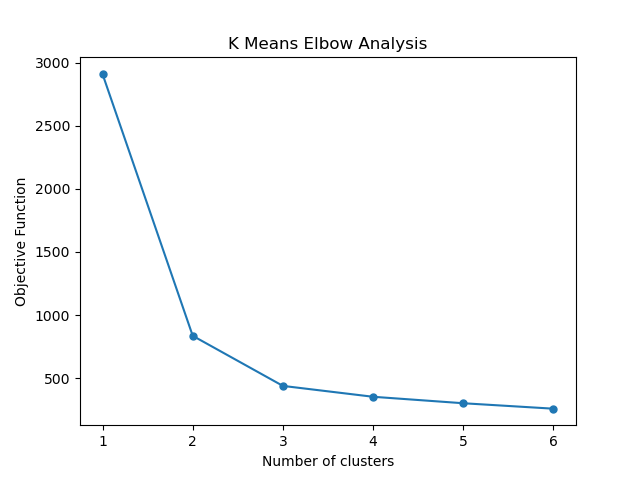 K Means Elbow Analysis
3000
2500
2000
1500
1000
500
Objective Function
1 2 3 4 5 6
Number of clusters